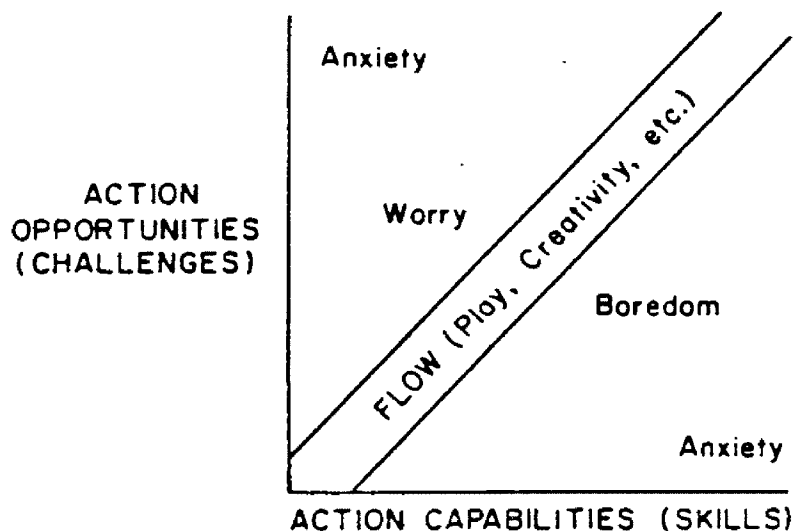 Anxiety
ACTION
OPPORTUNITIES
(CHALLENGES)
Worry
FLOW (Play, Creativity, etc.)
Boredom
Anxiety
ACTION CAPABILITIES (SKILLS)